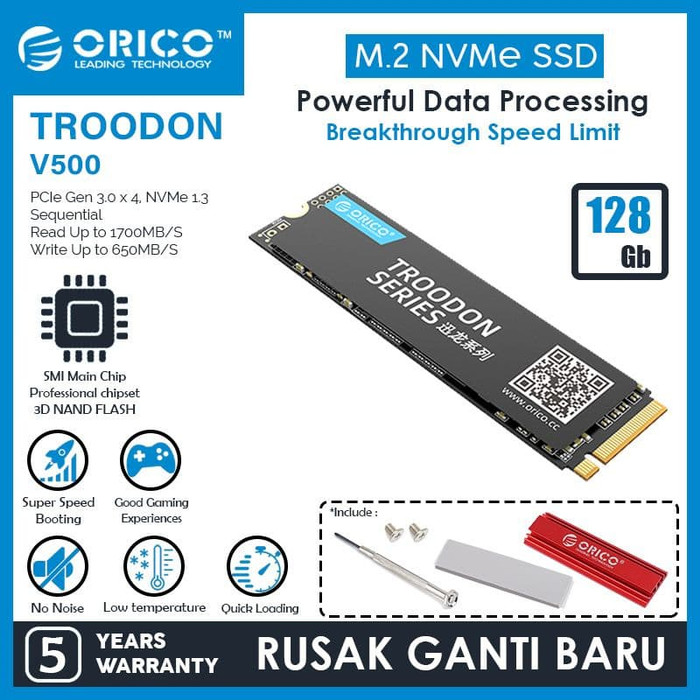 ORICO™
LEADING TECHNOLOGY
M.2 NVMe SSD
Powerful Data Processing
Breakthrough Speed Limit
TROODON
V500
PCIe Gen 3.0 x 4, NVMe 1.3
Sequential
Read Up to 1700MB/S
Write Up to 650MB/S
128
Gb
ORICO®
TROODON
SERIES 迅龙系列
www.orico.cc
SMI Main Chip
Professional chipset
3D NAND FLASH
Super Speed
Booting
Good Gaming
Experiences
No Noise
Low temperature
Quick Loading
*Include :
ORICO
LEADING TECHNOLOGY
5 YEARS
WARRANTY
RUSAK GANTI BARU